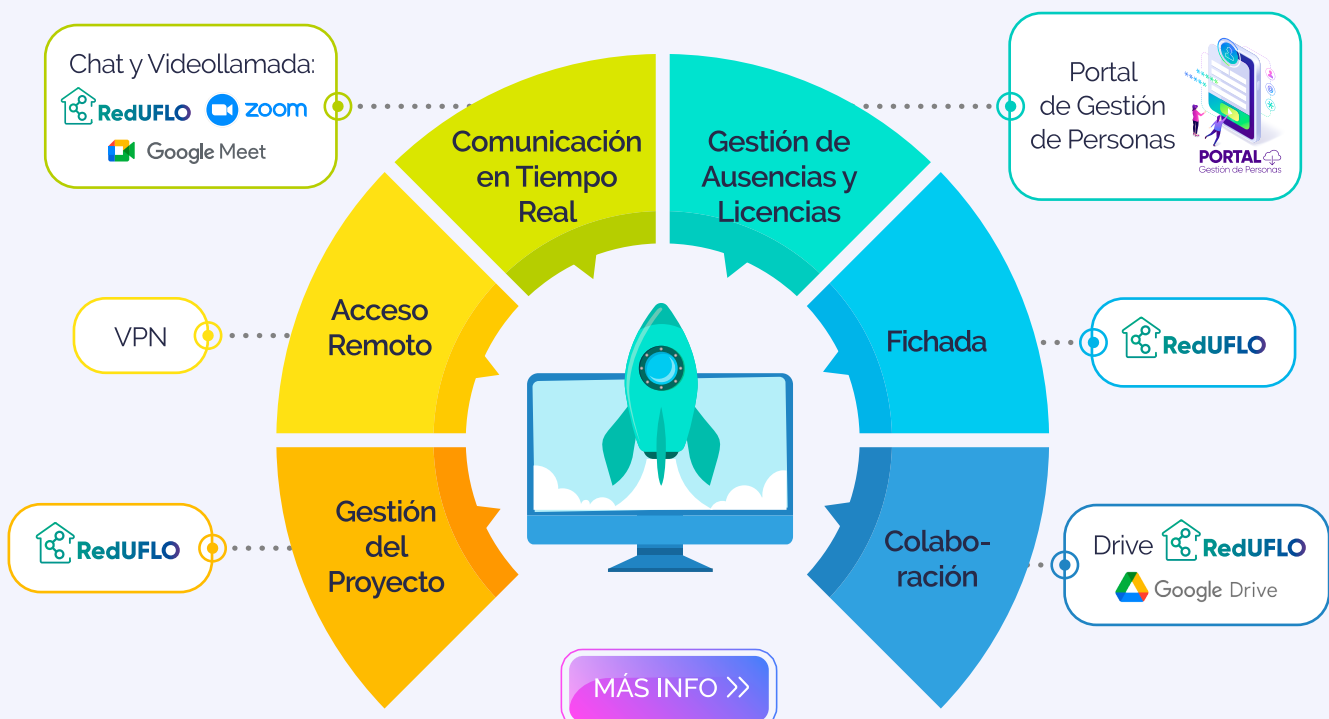 Chat y Videollamada:
RedUFLO zoom
Google Meet
Comunicación
en Tiempo
Real
Gestión de
Ausencias y
Licencias
Portal
de Gestión
de Personas
PORTAL
Gestión de Personas
VPN
Acceso
Remoto
Fichada
RedUFLO
RedUFLO
Gestión
del
Proyecto
Colabo-
ración
Drive RedUFLO
Google Drive
MÁS INFO >>